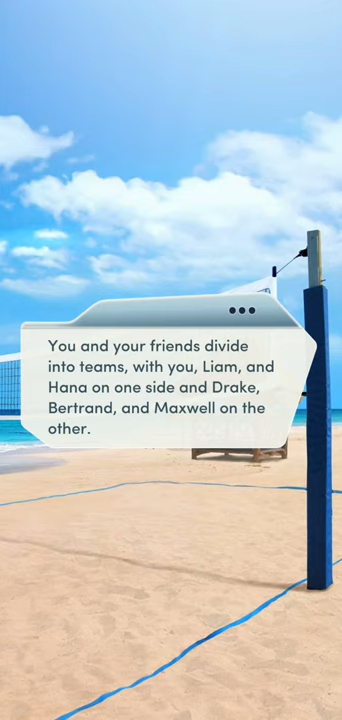 You and your friends divide
into teams, with you, Liam, and
Hana on one side and Drake,
Bertrand, and Maxwell on the
other.